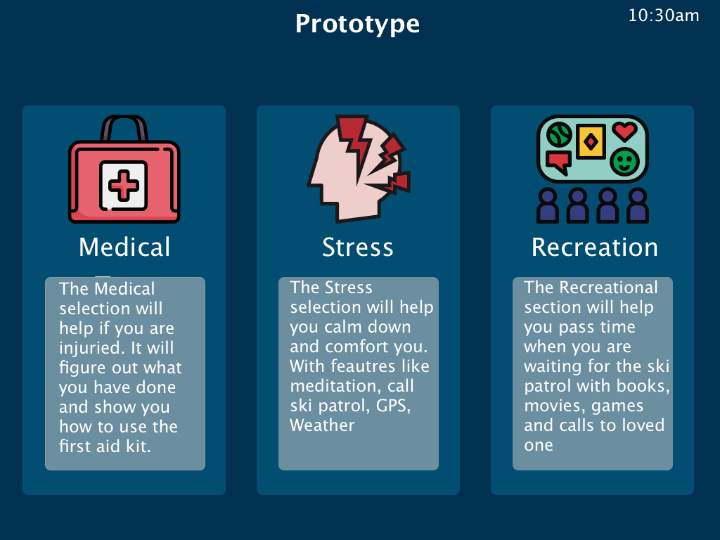 Prototype
10:30am
Medical
The Medical
selection will
help if you are
injuried. It will
figure out what
you have done
and show you
how to use the
first aid kit.
Stress
The Stress
selection will help
you calm down
and comfort you.
With feautres like
meditation, call
ski patrol, GPS,
Weather
Recreation
The Recreational
section will help
you pass time
when you are
waiting for the ski
patrol with books,
movies, games
and calls to loved
one